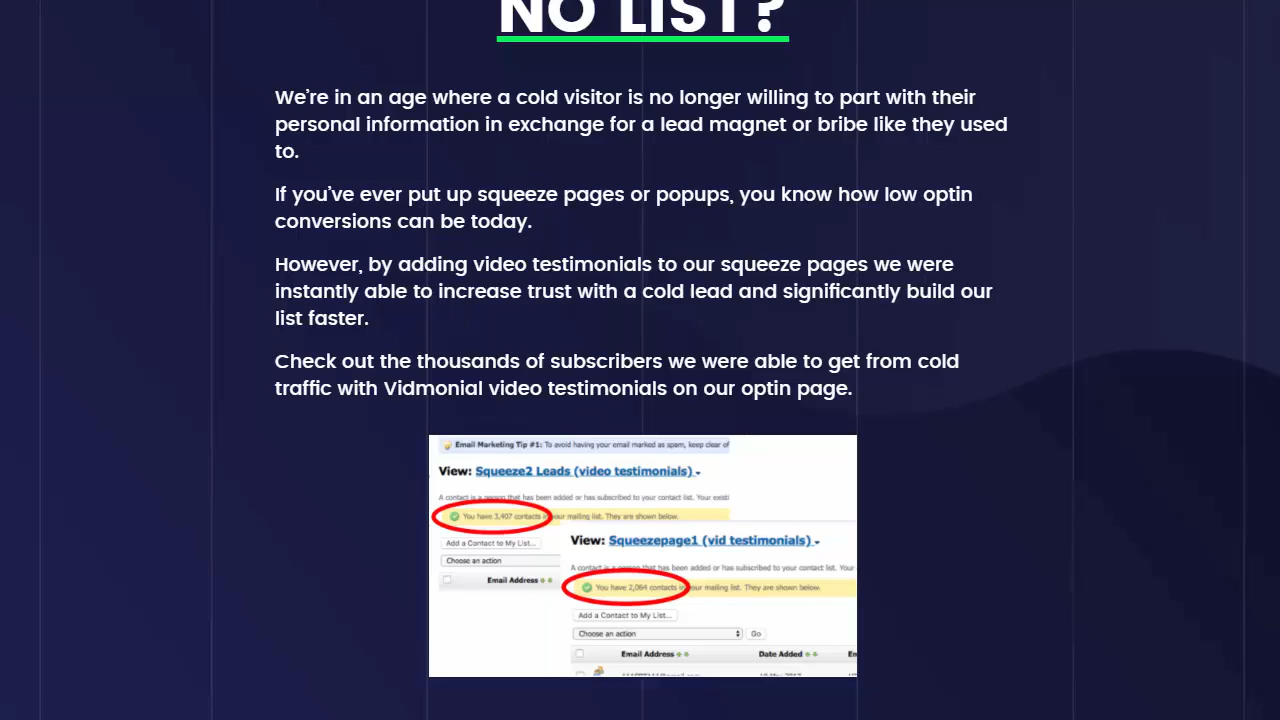 NO LIST?
We're in an age where a cold visitor is no longer willing to part with their
personal information in exchange for a lead magnet or bribe like they used
to.
If you've ever put up squeeze pages or popups, you know how low optin
conversions can be today.
However, by adding video testimonials to our squeeze pages we were
instantly able to increase trust with a cold lead and significantly build our
list faster.
Check out the thousands of subscribers we were able to get from cold
traffic with Vidmonial video testimonials on our optin page.
Email Marketing Tip #1: To avoid having your email marked as spam, keep clear of
View: Squeeze2 Leads (video testimonials)
A contact is a person that has been added or has subscribed to your contact list. Your existi
You have 3,407 contacts in your mailing list. They are shown below.
Add a Contact to My List...
Choose an action
Email Address
View: Squeezepage1 (vid testimonials)
A contact is a person that has been added or has subscribed to your contact list. Your
You have 2,064 contacts in your mailing list. They are shown below.
Add a Contact to My List...
Choose an action Go
Email Address Date Added Em